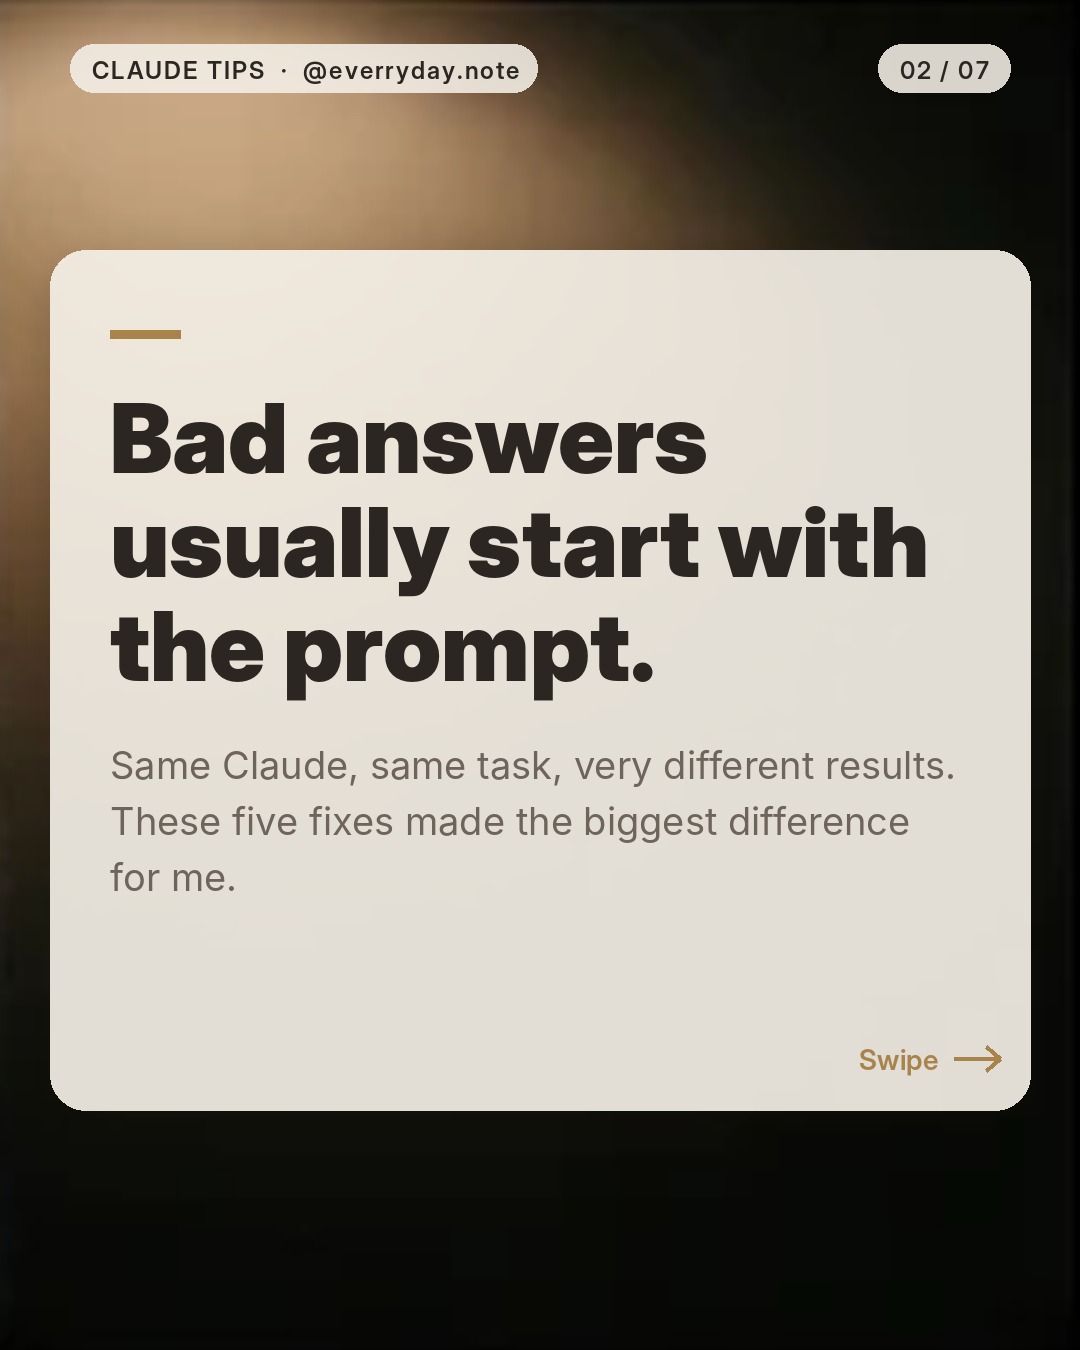 CLAUDE TIPS · @everryday.note
02 / 07
Bad answers
usually start with
the prompt.
Same Claude, same task, very different results.
These five fixes made the biggest difference
for me.
Swipe